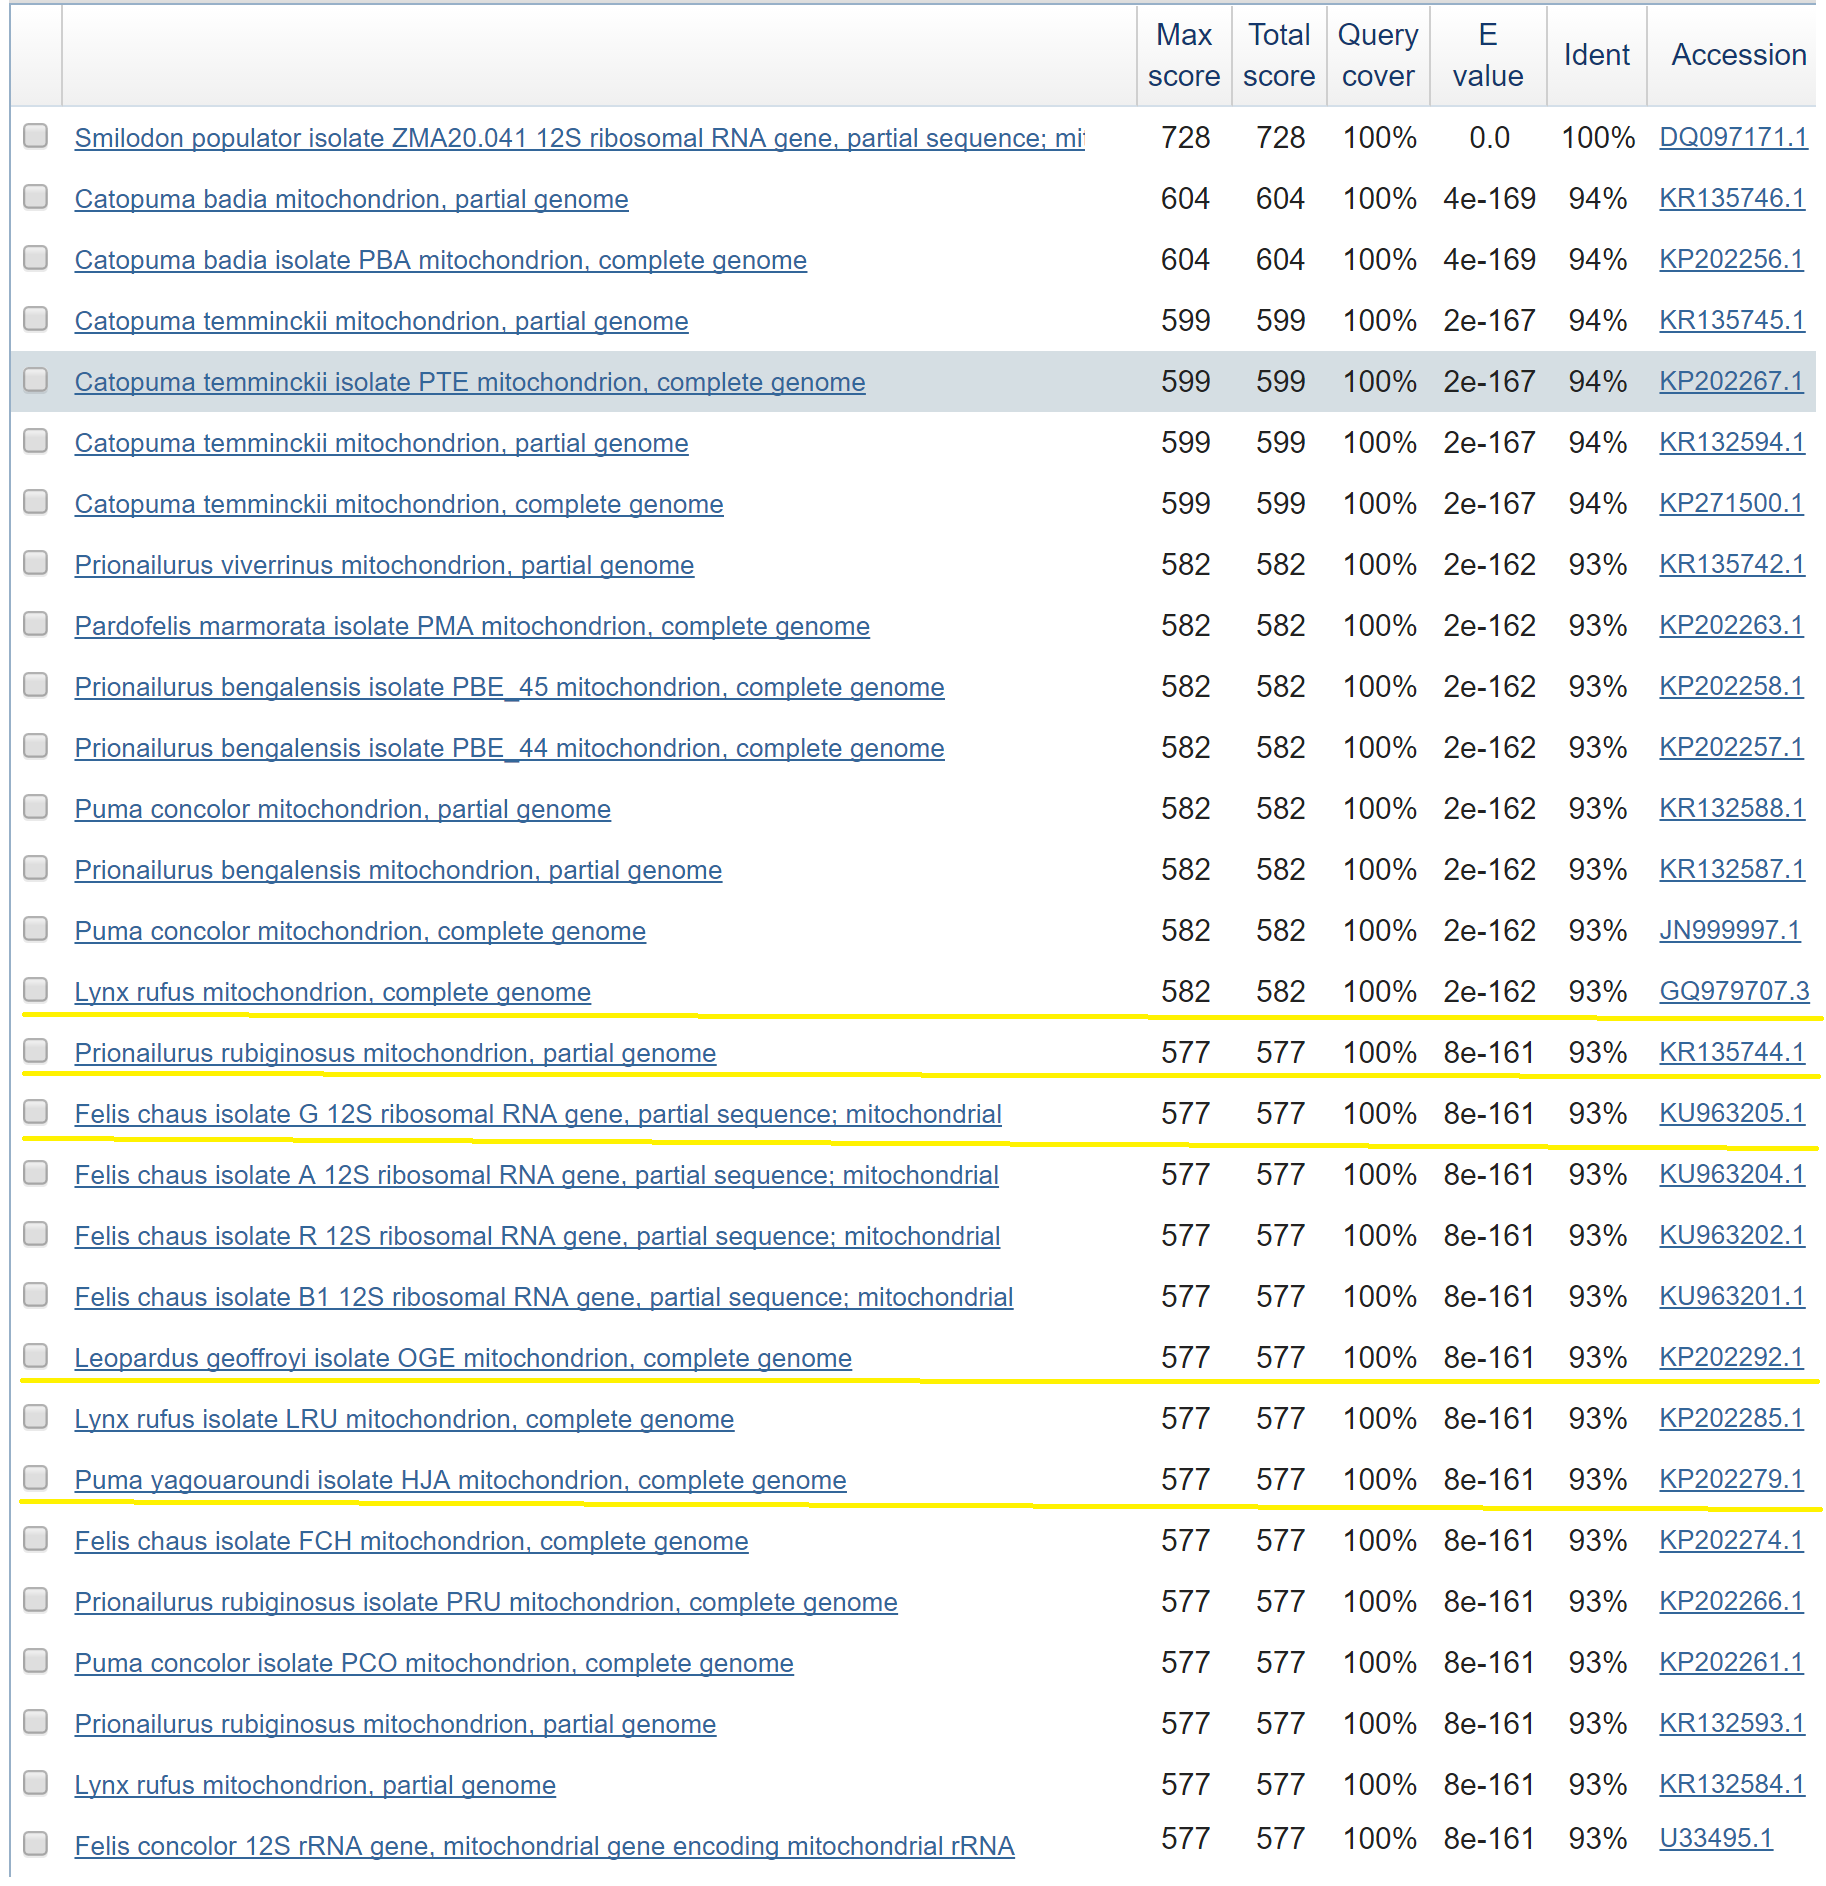 Max score Total score Query cover E value Ident Accession
Smilodon populator isolate ZMA20.041 12S ribosomal RNA gene, partial sequence; 728 728 100% 0.0 100% DQ097171.1
Catopuma badia mitochondrion, partial genome 604 604 100% 4e-169 94% KR135746.1
Catopuma badia isolate PBA mitochondrion, complete genome 604 604 100% 4e-169 94% KP202256.1
Catopuma temminckii mitochondrion, partial genome 599 599 100% 2e-167 94% KR135745.1
Catopuma temminckii isolate PTE mitochondrion, complete genome 599 599 100% 2e-167 94% KP202267.1
Catopuma temminckii mitochondrion, partial genome 599 599 100% 2e-167 94% KR132594.1
Catopuma temminckii mitochondrion, complete genome 599 599 100% 2e-167 94% KP271500.1
Prionailurus viverrinus mitochondrion, partial genome 582 582 100% 2e-162 93% KR135742.1
Pardofelis marmorata isolate PMA mitochondrion, complete genome 582 582 100% 2e-162 93% KP202263.1
Prionailurus bengalensis isolate PBE_45 mitochondrion, complete genome 582 582 100% 2e-162 93% KP202258.1
Prionailurus bengalensis isolate PBE_44 mitochondrion, complete genome 582 582 100% 2e-162 93% KP202257.1
Puma concolor mitochondrion, partial genome 582 582 100% 2e-162 93% KR132588.1
Prionailurus bengalensis mitochondrion, partial genome 582 582 100% 2e-162 93% KR132587.1
Puma concolor mitochondrion, complete genome 582 582 100% 2e-162 93% JN999997.1
Lynx rufus mitochondrion, complete genome 582 582 100% 2e-162 93% GQ979707.3
Prionailurus rubiginosus mitochondrion, partial genome 577 577 100% 8e-161 93% KR135744.1
Felis chaus isolate G 12S ribosomal RNA gene, partial sequence; mitochondrial 577 577 100% 8e-161 93% KU963205.1
Felis chaus isolate A 12S ribosomal RNA gene, partial sequence; mitochondrial 577 577 100% 8e-161 93% KU963204.1
Felis chaus isolate R 12S ribosomal RNA gene, partial sequence; mitochondrial 577 577 100% 8e-161 93% KU963202.1
Felis chaus isolate B1 12S ribosomal RNA gene, partial sequence; mitochondrial 577 577 100% 8e-161 93% KU963201.1
Leopardus geoffroyi isolate OGE mitochondrion, complete genome 577 577 100% 8e-161 93% KP202292.1
Lynx rufus isolate LRU mitochondrion, complete genome 577 577 100% 8e-161 93% KP202285.1
Puma yagouaroundi isolate HJA mitochondrion, complete genome 577 577 100% 8e-161 93% KP202279.1
Felis chaus isolate FCH mitochondrion, complete genome 577 577 100% 8e-161 93% KP202274.1
Prionailurus rubiginosus isolate PRU mitochondrion, complete genome 577 577 100% 8e-161 93% KP202266.1
Puma concolor isolate PCO mitochondrion, complete genome 577 577 100% 8e-161 93% KP202261.1
Prionailurus rubiginosus mitochondrion, partial genome 577 577 100% 8e-161 93% KR132593.1
Lynx rufus mitochondrion, partial genome 577 577 100% 8e-161 93% KR132584.1
Felis concolor 12S rRNA gene, mitochondrial gene encoding mitochondrial rRNA 577 577 100% 8e-161 93% U33495.1